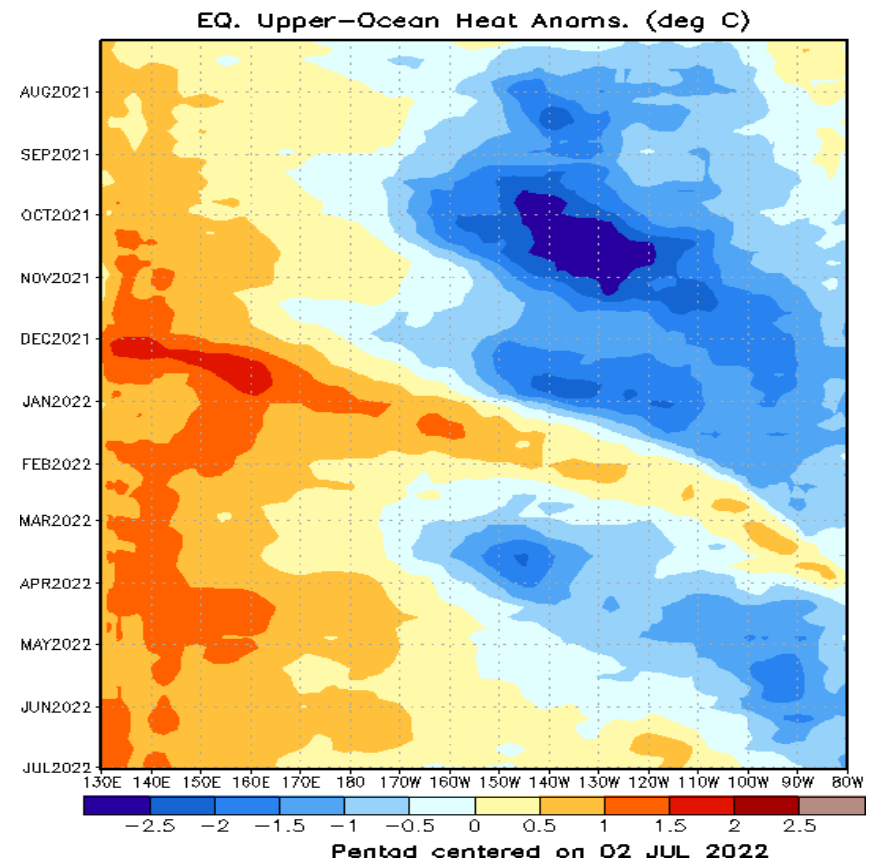 EQ. Upper-Ocean Heat Anoms. (deg C)
AUG2021
SEP2021
OCT2021
NOV2021
DEC2021
JAN2022
FEB2022
MAR2022
APR2022
MAY2022
JUN2022
JUL2022
130E 140E 150E 160E 170E 180 170W 160W 150W 140W 130W 120W 110W 100W 90W 80W
-2.5 -2 -1.5 -1 -0.5 0 0.5 1 1.5 2 2.5
Pentad centered on 02 JUL 2022